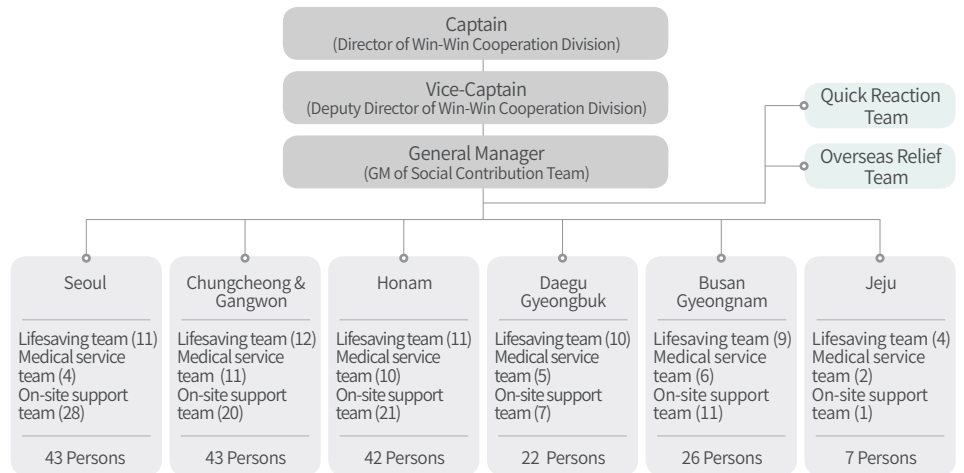 Captain
(Director of Win-Win Cooperation Division)
Vice-Captain
(Deputy Director of Win-Win Cooperation Division)
General Manager
(GM of Social Contribution Team)
Quick Reaction
Team
Overseas Relief
Team
Seoul
Lifesaving team (11)
Medical service
team (4)
On-site support
team (28)
43 Persons
Chungcheong &
Gangwon
Lifesaving team (12)
Medical service
team (11)
On-site support
team (20)
43 Persons
Honam
Lifesaving team (11)
Medical service
team (10)
On-site support
team (21)
42 Persons
Daegu
Gyeongbuk
Lifesaving team (10)
Medical service
team (5)
On-site support
team (7)
22 Persons
Busan
Gyeongnam
Lifesaving team (9)
Medical service
team (6)
On-site support
team (11)
26 Persons
Jeju
Lifesaving team (4)
Medical service
team (2)
On-site support
team (1)
7 Persons